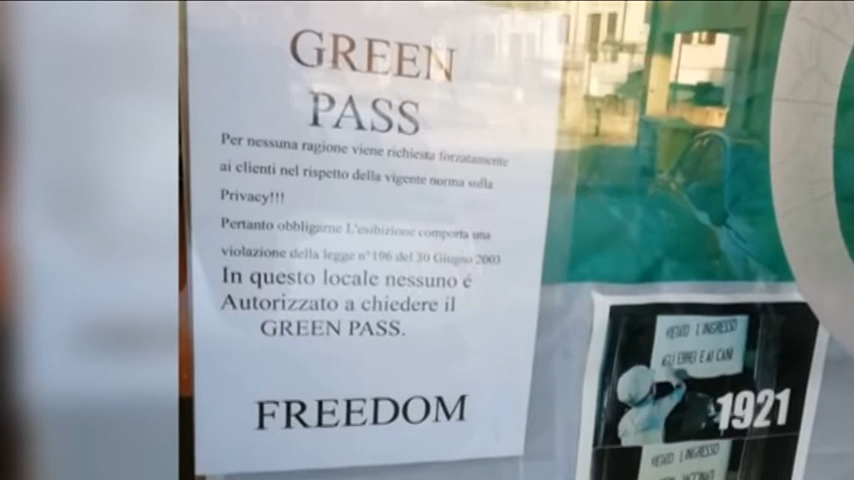 GREEN
PASS
Per nessuna ragione viene richiesta forzatamente
ai clienti nel rispetto della vigente norma sulla
Privacy!!!
Pertanto obbligarne L'esibizione comporta una
violazione della legge n°196 del 30 Giugno 2003
In questo locale nessuno é
Autorizzato a chiedere il
GREEN PASS.
FREEDOM
VIETATO L'INGRESSO
AGLI EBREI E AI CANI
1921
VIETATO L'INGRESSO